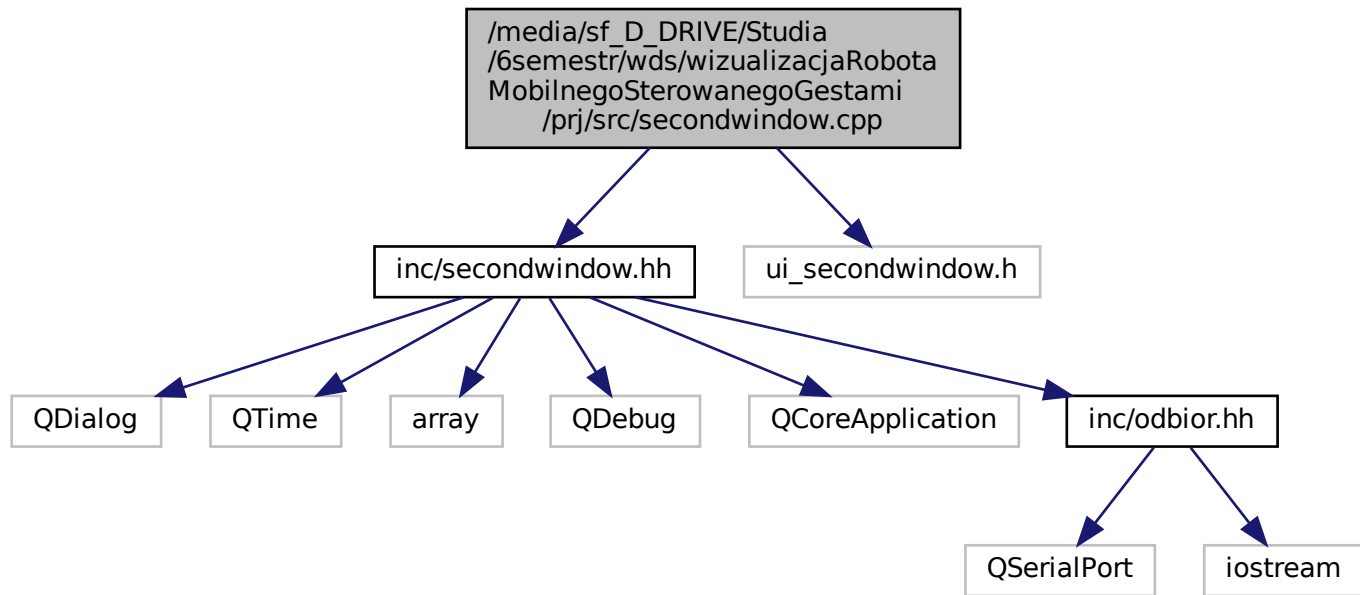 /media/sf_D_DRIVE/Studia
/6semestr/wds/wizualizacjaRobota
MobilnegoSterowanegoGestami
/prj/src/secondwindow.cpp
inc/secondwindow.hh
ui_secondwindow.h
QDialog
QTime
array
QDebug
QCoreApplication
inc/odbior.hh
QSerialPort
iostream